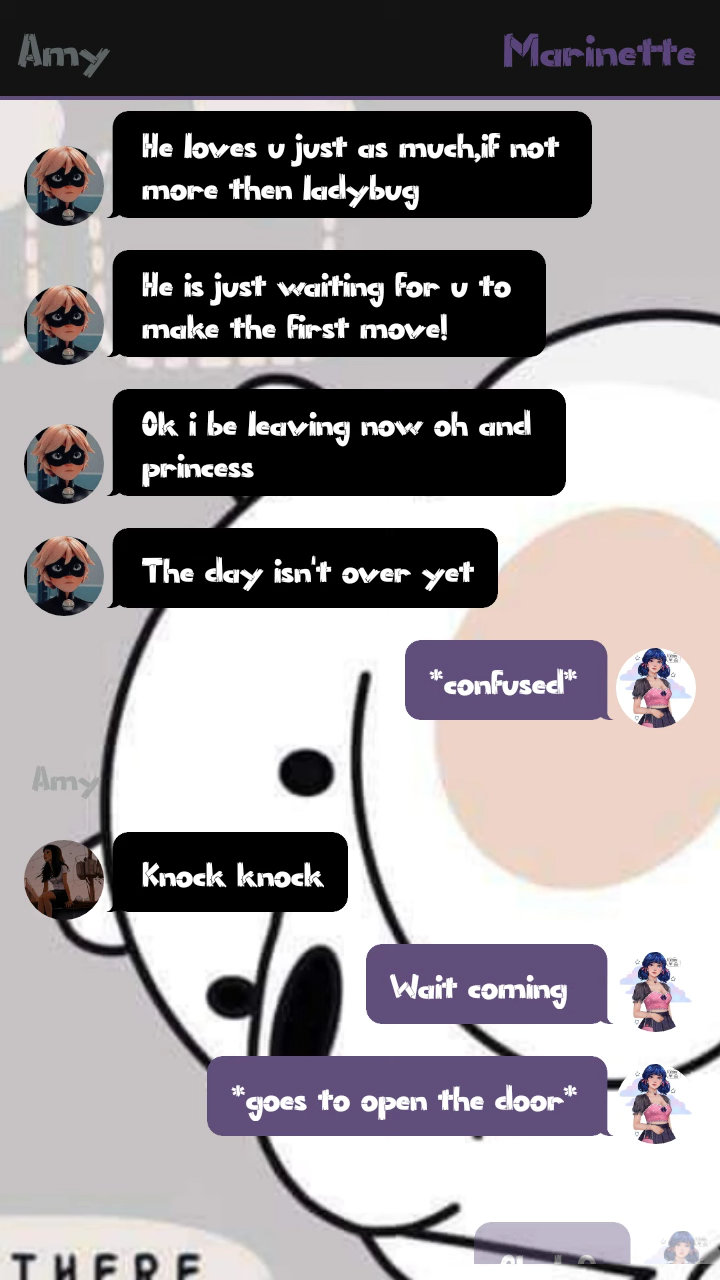 Amy
Marinette
He loves u just as much,if not
more then ladybug
He is just waiting for u to
make the first move!
Ok i be leaving now oh and
princess
The day isn't over yet
*confused*
Amy
Knock knock
Wait coming
*goes to open the door*
THERE